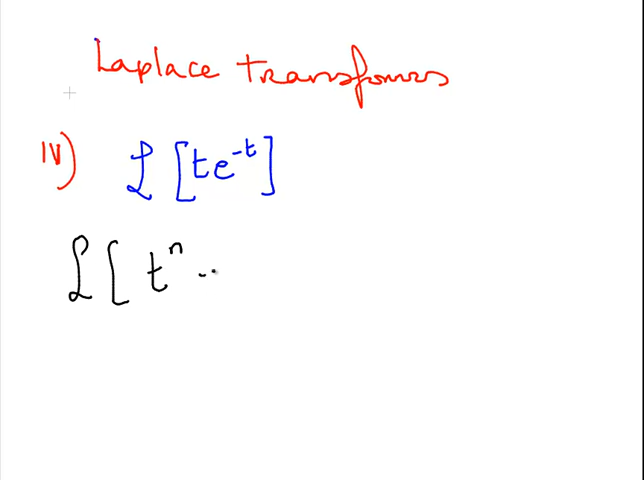 Laplace transforms
IV) ℒ [te^{-t}]
ℒ [ t^n ..